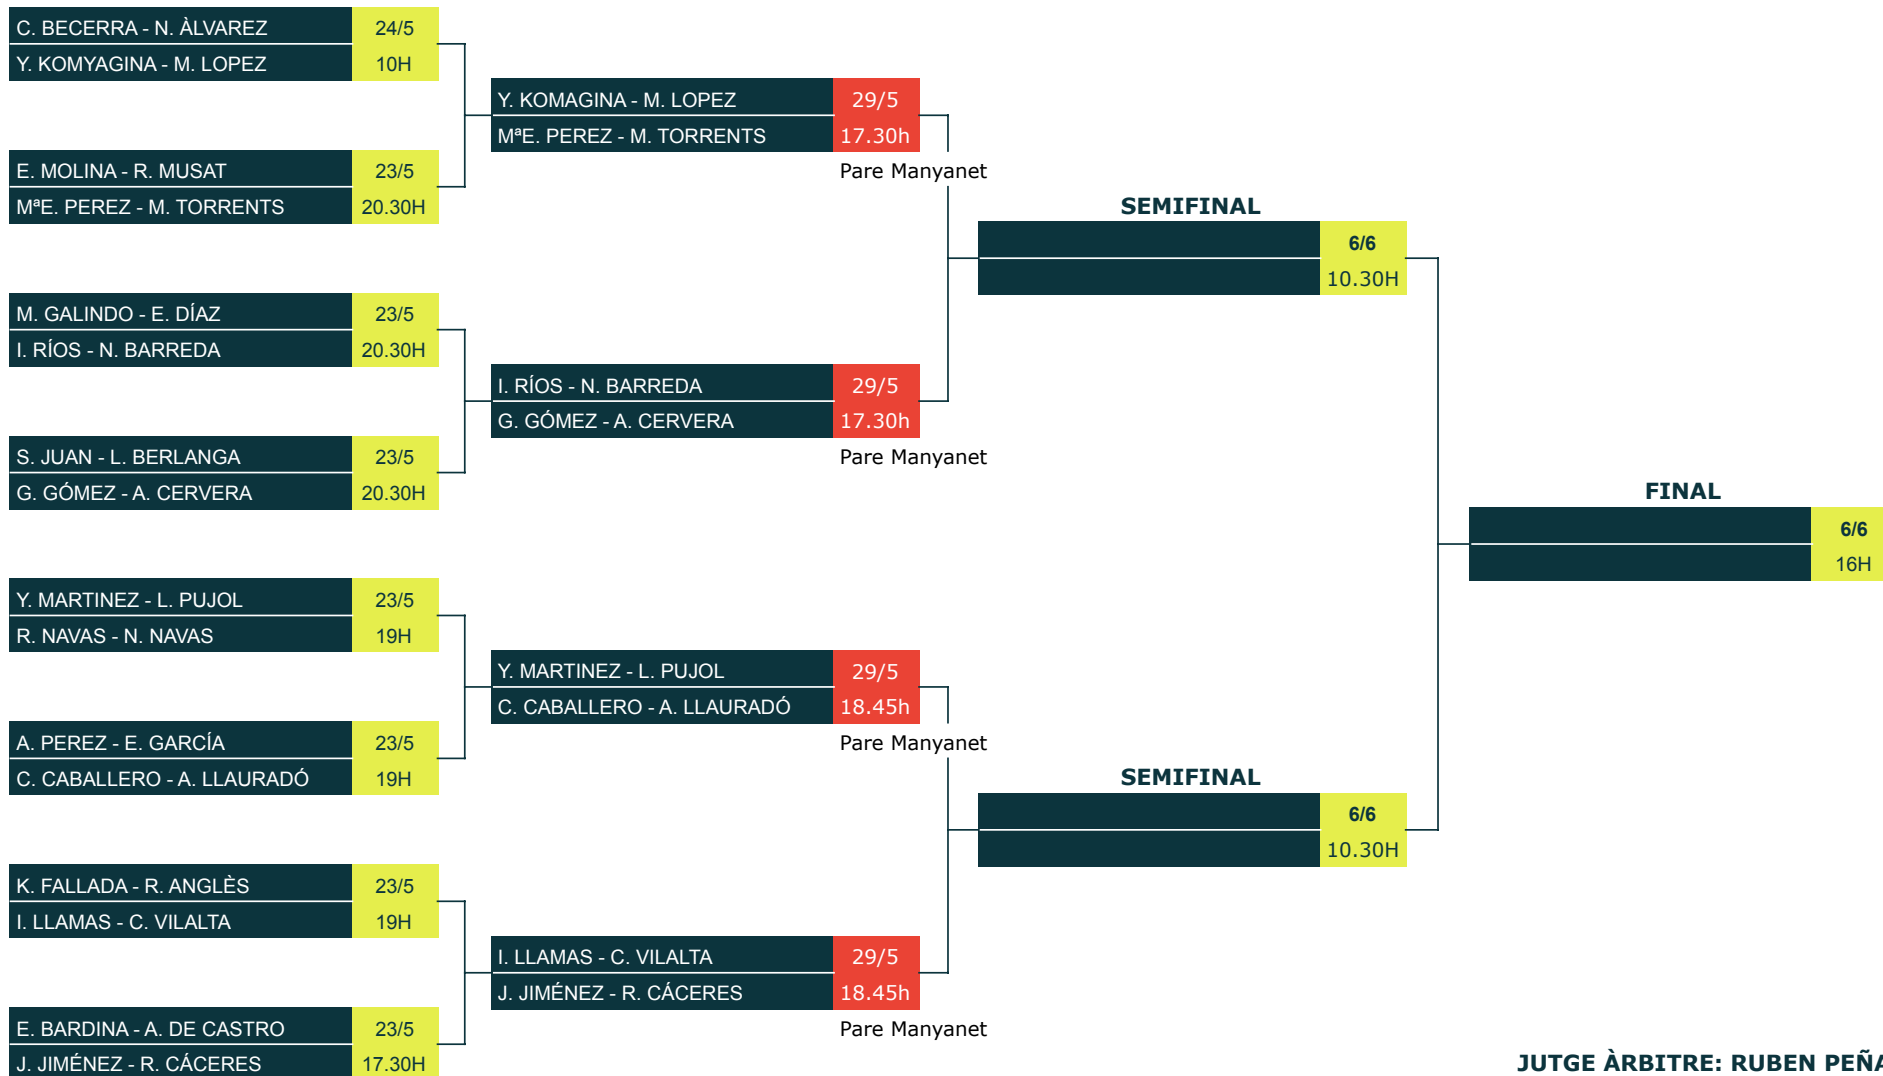 C. BECERRA - N. ÀLVAREZ 24/5
Y. KOMYAGINA - M. LOPEZ 10H
E. MOLINA - R. MUSAT 23/5
MªE. PEREZ - M. TORRENTS 20.30H
M. GALINDO - E. DÍAZ 23/5
I. RÍOS - N. BARREDA 20.30H
S. JUAN - L. BERLANGA 23/5
G. GÓMEZ - A. CERVERA 20.30H
Y. MARTINEZ - L. PUJOL 23/5
R. NAVAS - N. NAVAS 19H
A. PEREZ - E. GARCÍA 23/5
C. CABALLERO - A. LLAURADÓ 19H
K. FALLADA - R. ANGLÈS 23/5
I. LLAMAS - C. VILALTA 19H
E. BARDINA - A. DE CASTRO 23/5
J. JIMÉNEZ - R. CÁCERES 17.30H
Y. KOMAGINA - M. LOPEZ 29/5
MªE. PEREZ - M. TORRENTS 17.30h
Pare Manyanet
I. RÍOS - N. BARREDA 29/5
G. GÓMEZ - A. CERVERA 17.30h
Pare Manyanet
Y. MARTINEZ - L. PUJOL 29/5
C. CABALLERO - A. LLAURADÓ 18.45h
Pare Manyanet
I. LLAMAS - C. VILALTA 29/5
J. JIMÉNEZ - R. CÁCERES 18.45h
Pare Manyanet
SEMIFINAL
6/6
10.30H
SEMIFINAL
6/6
10.30H
FINAL
6/6
16H
JUTGE ÀRBITRE: RUBEN PEÑA